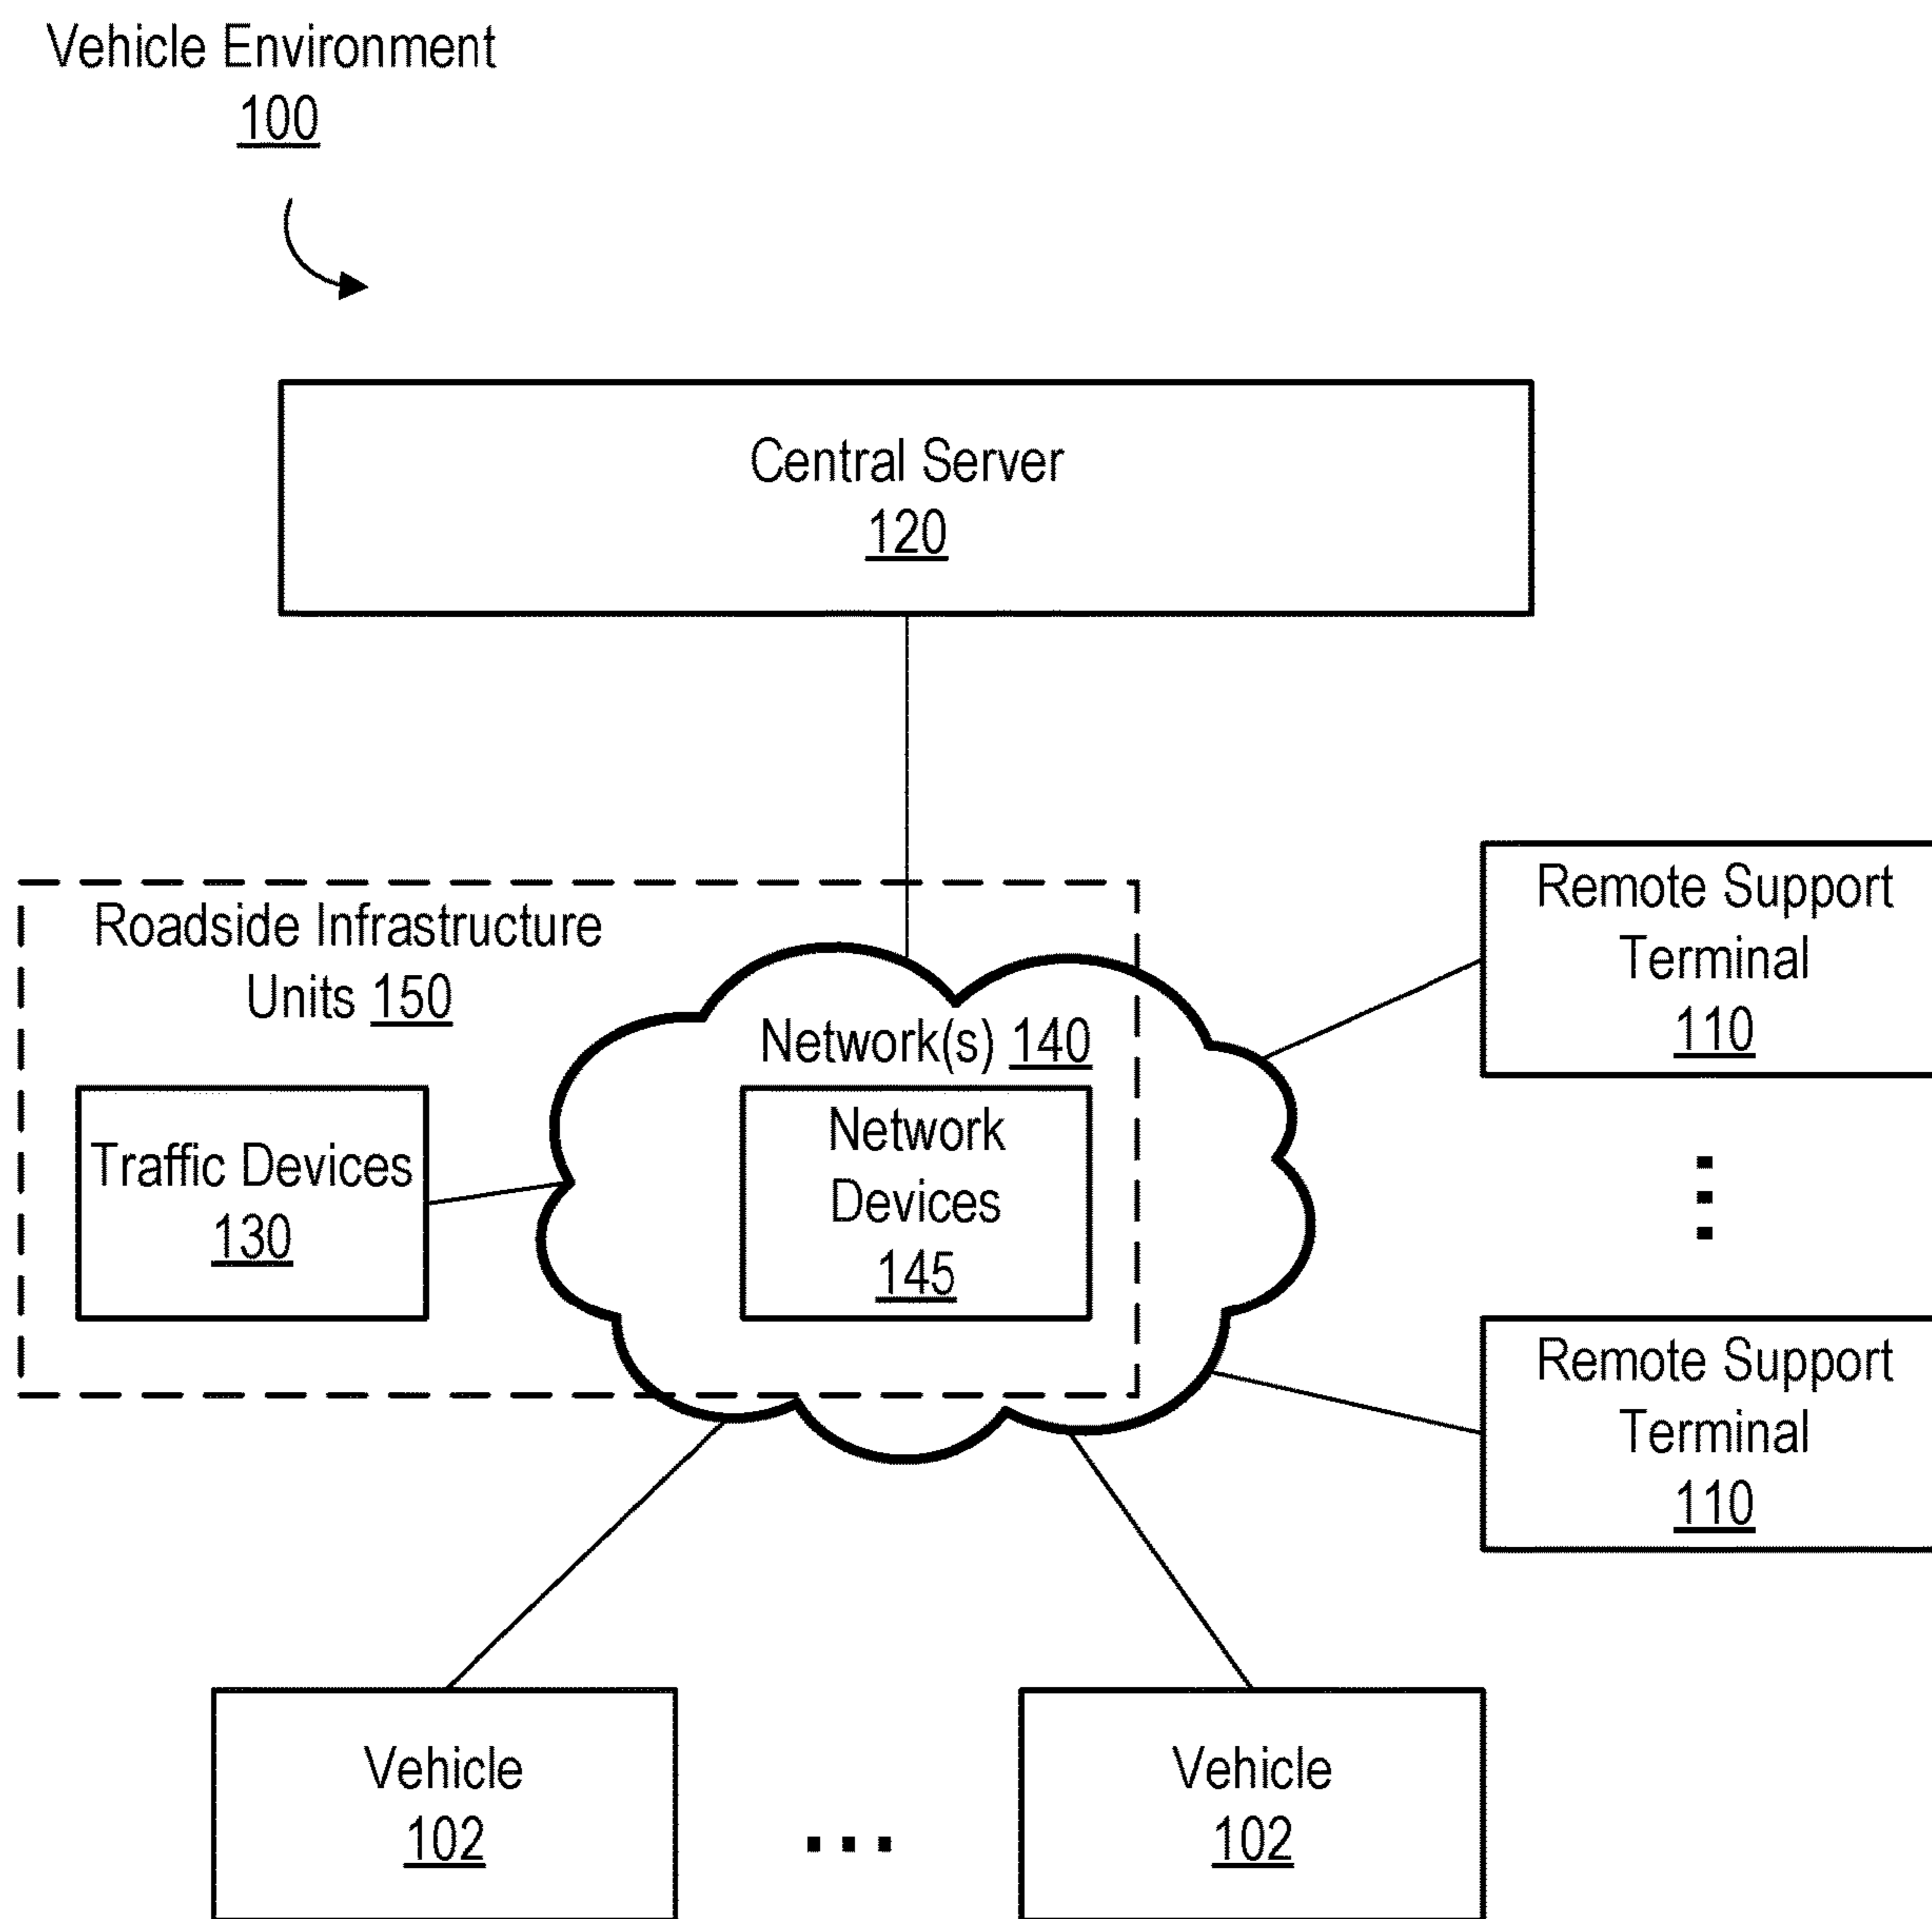 Vehicle Environment
100
Central Server
120
Roadside Infrastructure
Units 150
Network(s) 140
Traffic Devices
130
Network
Devices
145
Remote Support
Terminal
110
Remote Support
Terminal
110
Vehicle
102
Vehicle
102